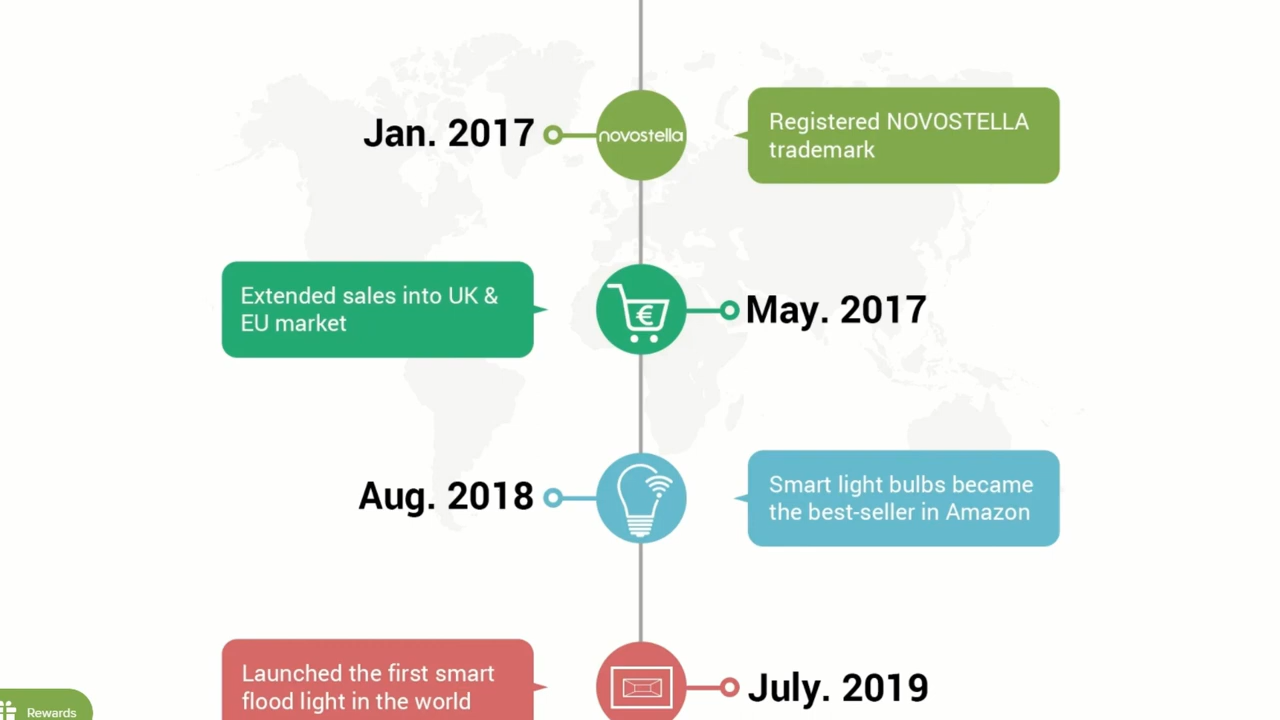 Jan. 2017
novostella
Registered NOVOSTELLA
trademark
Extended sales into UK &
EU market
€
May. 2017
Aug. 2018
Smart light bulbs became
the best-seller in Amazon
Launched the first smart
flood light in the world
July. 2019
Rewards